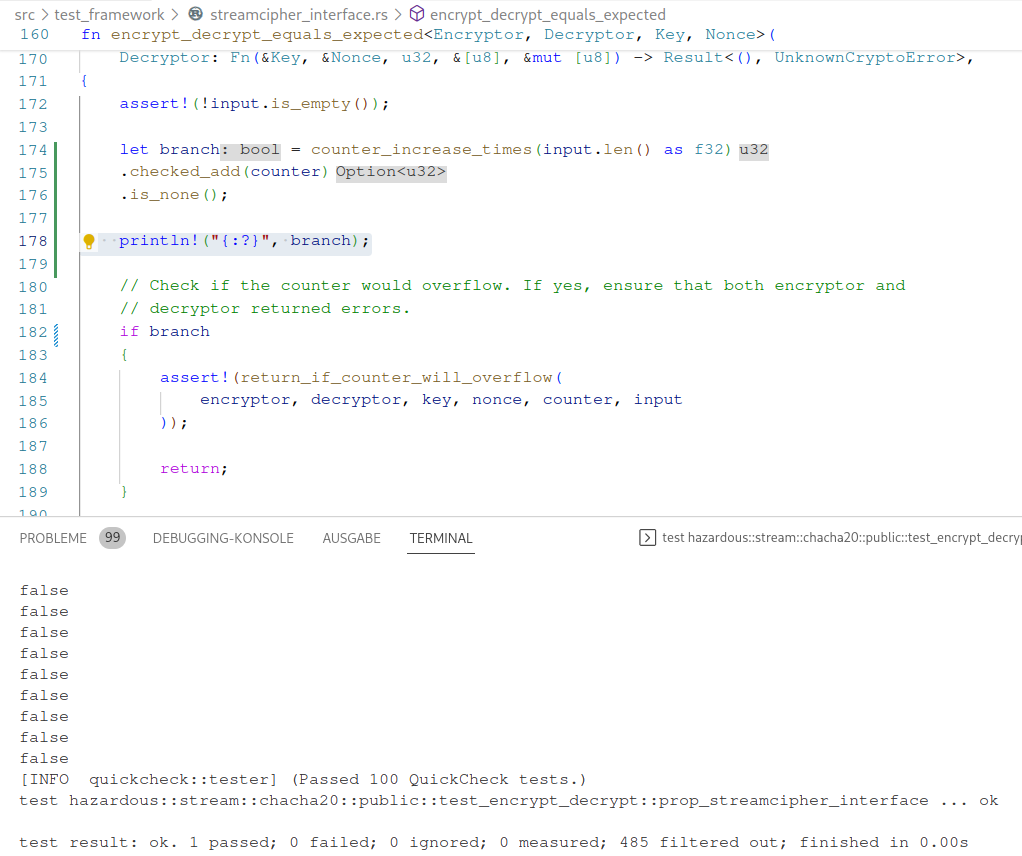 src > test_framework > streamcipher_interface.rs > encrypt_decrypt_equals_expected
160 fn encrypt_decrypt_equals_expected<Encryptor, Decryptor, Key, Nonce>(
170 Decryptor: Fn(&Key, &Nonce, u32, &[u8], &mut [u8]) -> Result<(), UnknownCryptoError>,
171 {
172 assert!(!input.is_empty());
173
174 let branch: bool = counter_increase_times(input.len() as f32) u32
175 .checked_add(counter) Option<u32>
176 .is_none();
177
178 println!("{:?}", branch);
179
180 // Check if the counter would overflow. If yes, ensure that both encryptor and
181 // decryptor returned errors.
182 if branch
183 {
184 assert!(return_if_counter_will_overflow(
185 encryptor, decryptor, key, nonce, counter, input
186 ));
187
188 return;
189 }
190
PROBLEME 99 DEBUGGING-KONSOLE AUSGABE TERMINAL test hazardous::stream::chacha20::public::test_encrypt_decryp
false
false
false
false
false
false
false
false
false
[INFO quickcheck::tester] (Passed 100 QuickCheck tests.)
test hazardous::stream::chacha20::public::test_encrypt_decrypt::prop_streamcipher_interface ... ok
test result: ok. 1 passed; 0 failed; 0 ignored; 0 measured; 485 filtered out; finished in 0.00s